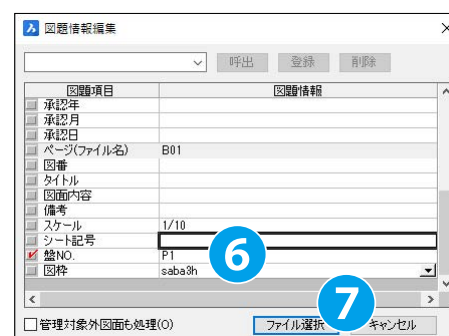 図題情報編集
呼出 登録 削除
図題項目 図題情報
承認年
承認月
承認日
ページ(ファイル名) B01
図番
タイトル
図面内容
備考
スケール 1/10
シート記号
盤NO. P1
図枠 saba3h
6
7
管理対象外図面も処理(O) ファイル選択 キャンセル